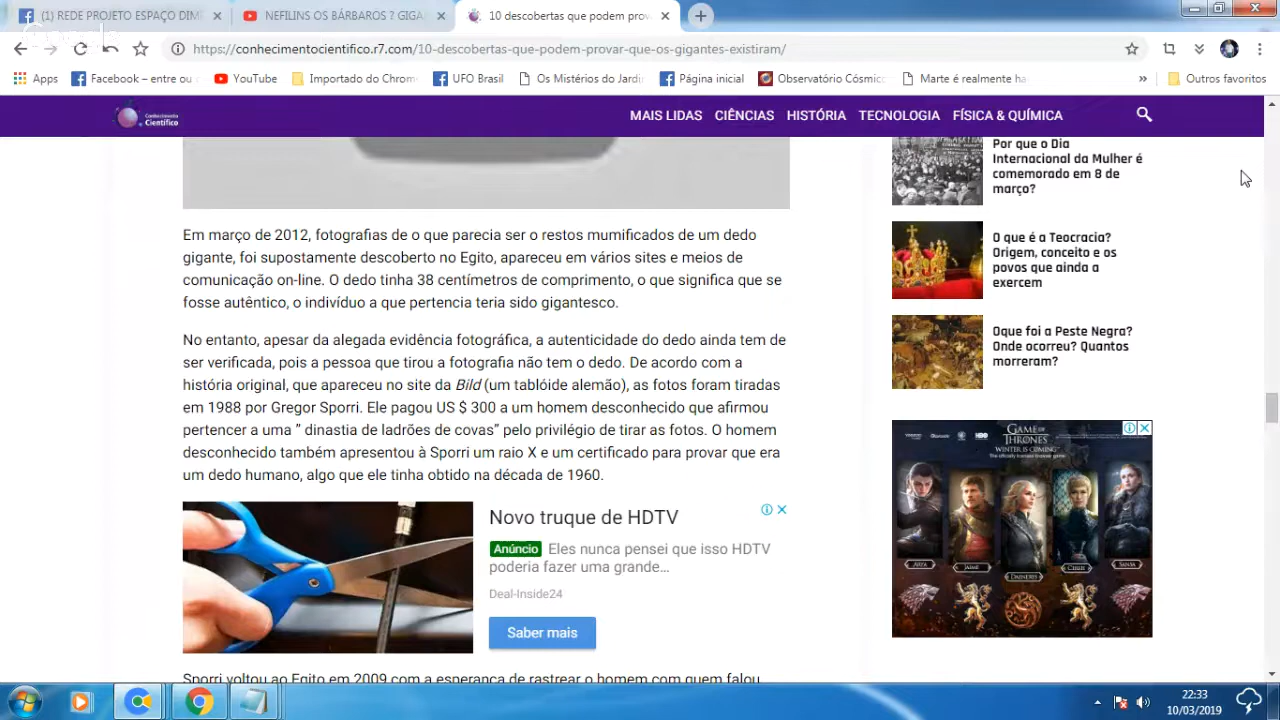 (1) REDE PROJETO ESPAÇO DIME
NEFILINS OS BÁRBAROS ? GIGA
10 descobertas que podem prov
https://conhecimentocientifico.r7.com/10-descobertas-que-podem-provar-que-os-gigantes-existiram/
Apps
Facebook – entre ou
YouTube
Importado do Chrom
UFO Brasil
Os Mistérios do Jardi
Página inicial
Observatório Cósmic
Marte é realmente ha
»
Outros favoritos
Conhecimento
Científico
MAIS LIDAS
CIÊNCIAS
HISTÓRIA
TECNOLOGIA
FÍSICA & QUÍMICA
Em março de 2012, fotografias de o que parecia ser o restos mumificados de um dedo
gigante, foi supostamente descoberto no Egito, apareceu em vários sites e meios de
comunicação on-line. O dedo tinha 38 centímetros de comprimento, o que significa que se
fosse autêntico, o indivíduo a que pertencia teria sido gigantesco.
No entanto, apesar da alegada evidência fotográfica, a autenticidade do dedo ainda tem de
ser verificada, pois a pessoa que tirou a fotografia não tem o dedo. De acordo com a
história original, que apareceu no site da Bild (um tablóide alemão), as fotos foram tiradas
em 1988 por Gregor Sporri. Ele pagou US $ 300 a um homem desconhecido que afirmou
pertencer a uma ” dinastia de ladrões de covas” pelo privilégio de tirar as fotos. O homem
desconhecido também apresentou à Sporri um raio X e um certificado para provar que era
um dedo humano, algo que ele tinha obtido na década de 1960.
Novo truque de HDTV
Anúncio Eles nunca pensei que isso HDTV
poderia fazer uma grande...
Deal-Inside24
Saber mais
Sporri voltou ao Egito em 2009 com a esperança de rastrear o homem com quem falou
Por que o Dia
Internacional da Mulher é
comemorado em 8 de
março?
O que é a Teocracia?
Origem, conceito e os
povos que ainda a
exercem
Oque foi a Peste Negra?
Onde ocorreu? Quantos
morreram?
HBO
GAME OF
THRONES
WINTER IS COMING
ARYA
JAIME
DAENERYS
CERSEI
SANSA
22:33
10/03/2019